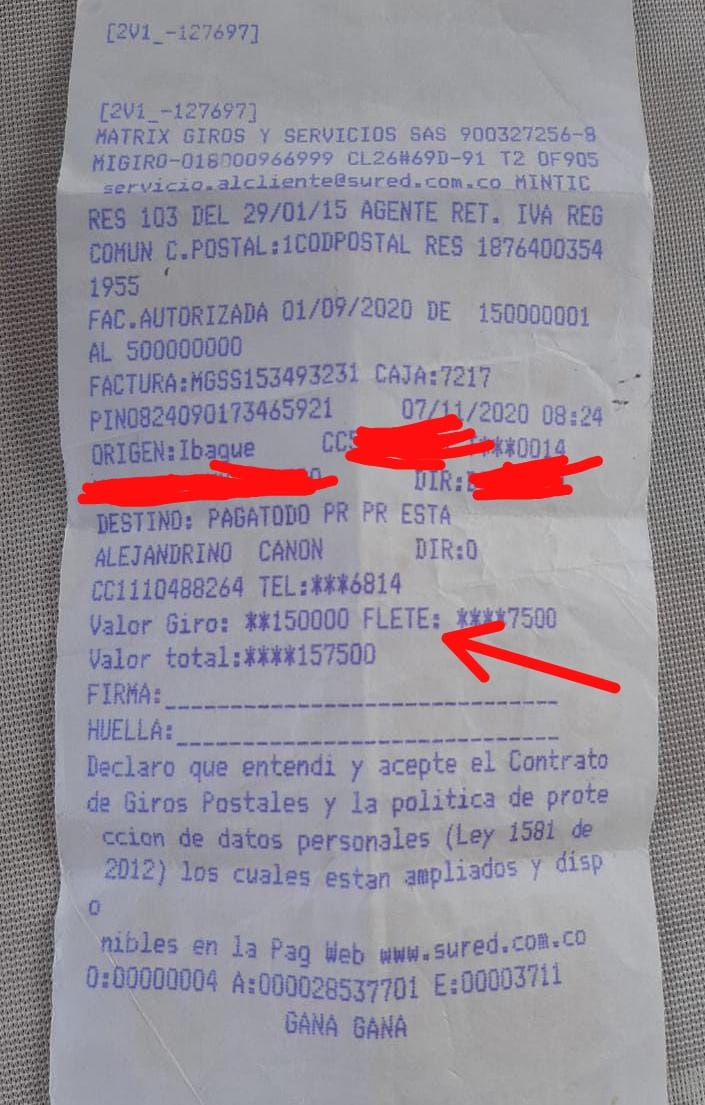 [2V1_-127697]
[2V1_-127697]
MATRIX GIROS Y SERVICIOS SAS 900327256-8
MIGIRO-018000966999 CL26#69D-91 T2 OF905
servicio.alcliente@sured.com.co MINTIC
RES 103 DEL 29/01/15 AGENTE RET. IVA REG
COMUN C.POSTAL:1CODPOSTAL RES 1876400354
1955
FAC.AUTORIZADA 01/09/2020 DE 150000001
AL 500000000
FACTURA:MGSS153493231 CAJA:7217
PIN0824090173465921 07/11/2020 08:24
ORIGEN:Ibague CC5 ***0014
DIR:
DESTINO: PAGATODO PR PR ESTA
ALEJANDRINO CANON DIR:0
CC1110488264 TEL:***6814
Valor Giro: **150000 FLETE: ****7500
Valor total:****157500
FIRMA:
HUELLA:
Declaro que entendi y acepte el Contrato
de Giros Postales y la politica de prote
ccion de datos personales (Ley 1581 de
2012) los cuales estan ampliados y disp
o
nibles en la Pag Web www.sured.com.co
O:00000004 A:000028537701 E:00003711
GANA GANA